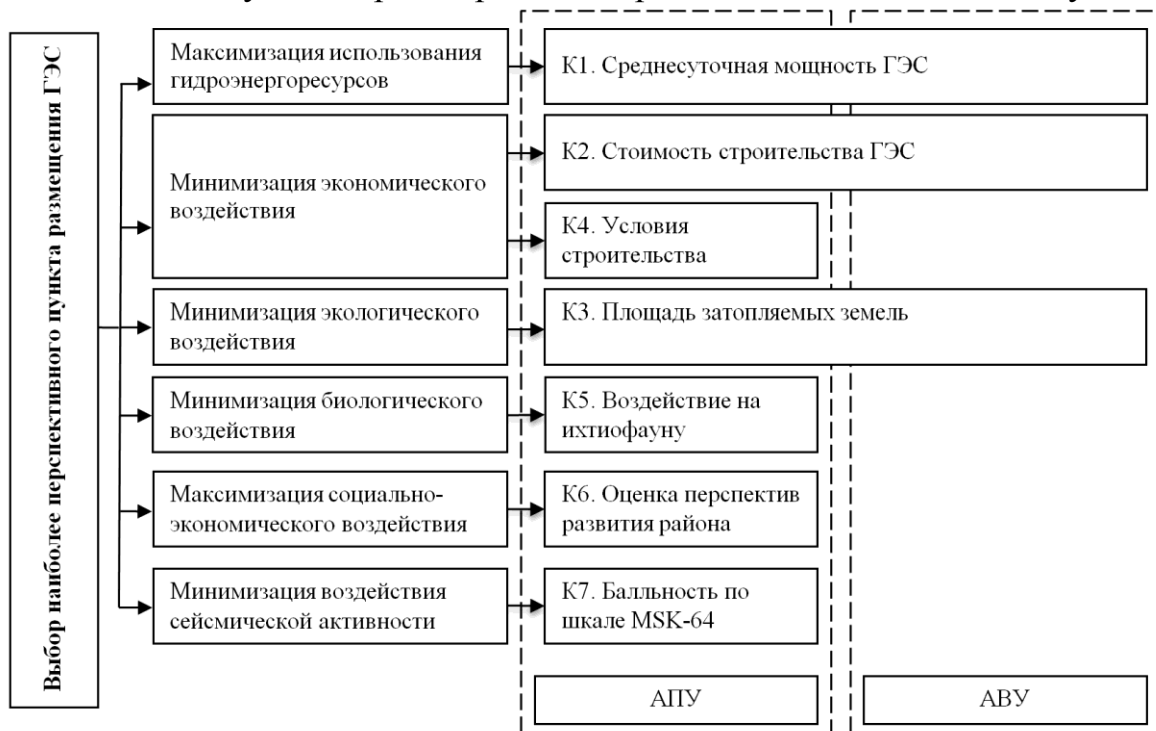 Выбор наиболее перспективного пункта размещения ГЭС
Максимизация использования
гидроэнергоресурсов
К1. Среднесуточная мощность ГЭС
Минимизация экономического
воздействия
К2. Стоимость строительства ГЭС
К4. Условия
строительства
Минимизация экологического
воздействия
К3. Площадь затопляемых земель
Минимизация биологического
воздействия
К5. Воздействие на
ихтиофауну
Максимизация социально-
экономического воздействия
К6. Оценка перспектив
развития района
Минимизация воздействия
сейсмической активности
К7. Балльность по
шкале MSK-64
АПУ
АВУ